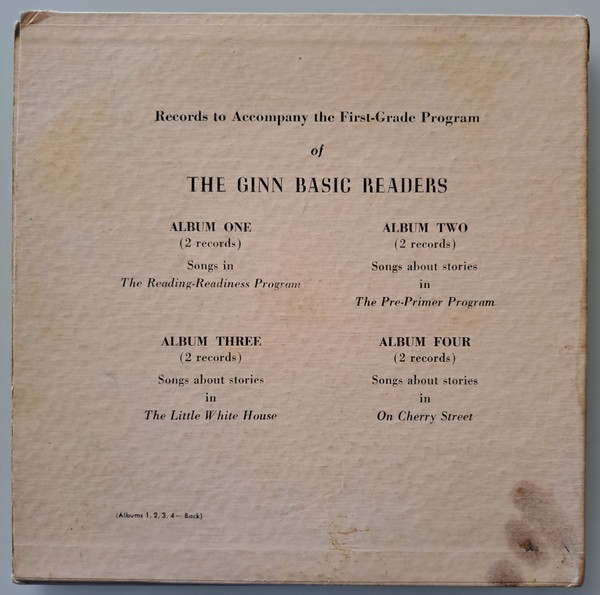 Records to Accompany the First-Grade Program
of
THE GINN BASIC READERS
ALBUM ONE
(2 records)
Songs in
The Reading-Readiness Program
ALBUM TWO
(2 records)
Songs about stories
in
The Pre-Primer Program
ALBUM THREE
(2 records)
Songs about stories
in
The Little White House
ALBUM FOUR
(2 records)
Songs about stories
in
On Cherry Street
(Albums 1, 2, 3, 4 — Back)